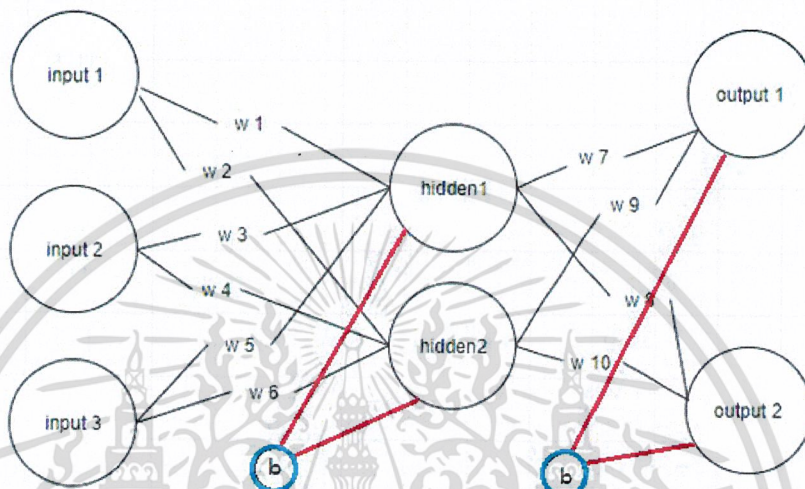 input 1
output 1
w 1
w 7
w 2
hidden1
w 9
w 3
input 2
w 4
w 8
w 5
hidden2
w 10
w 6
input 3
output 2
b
b